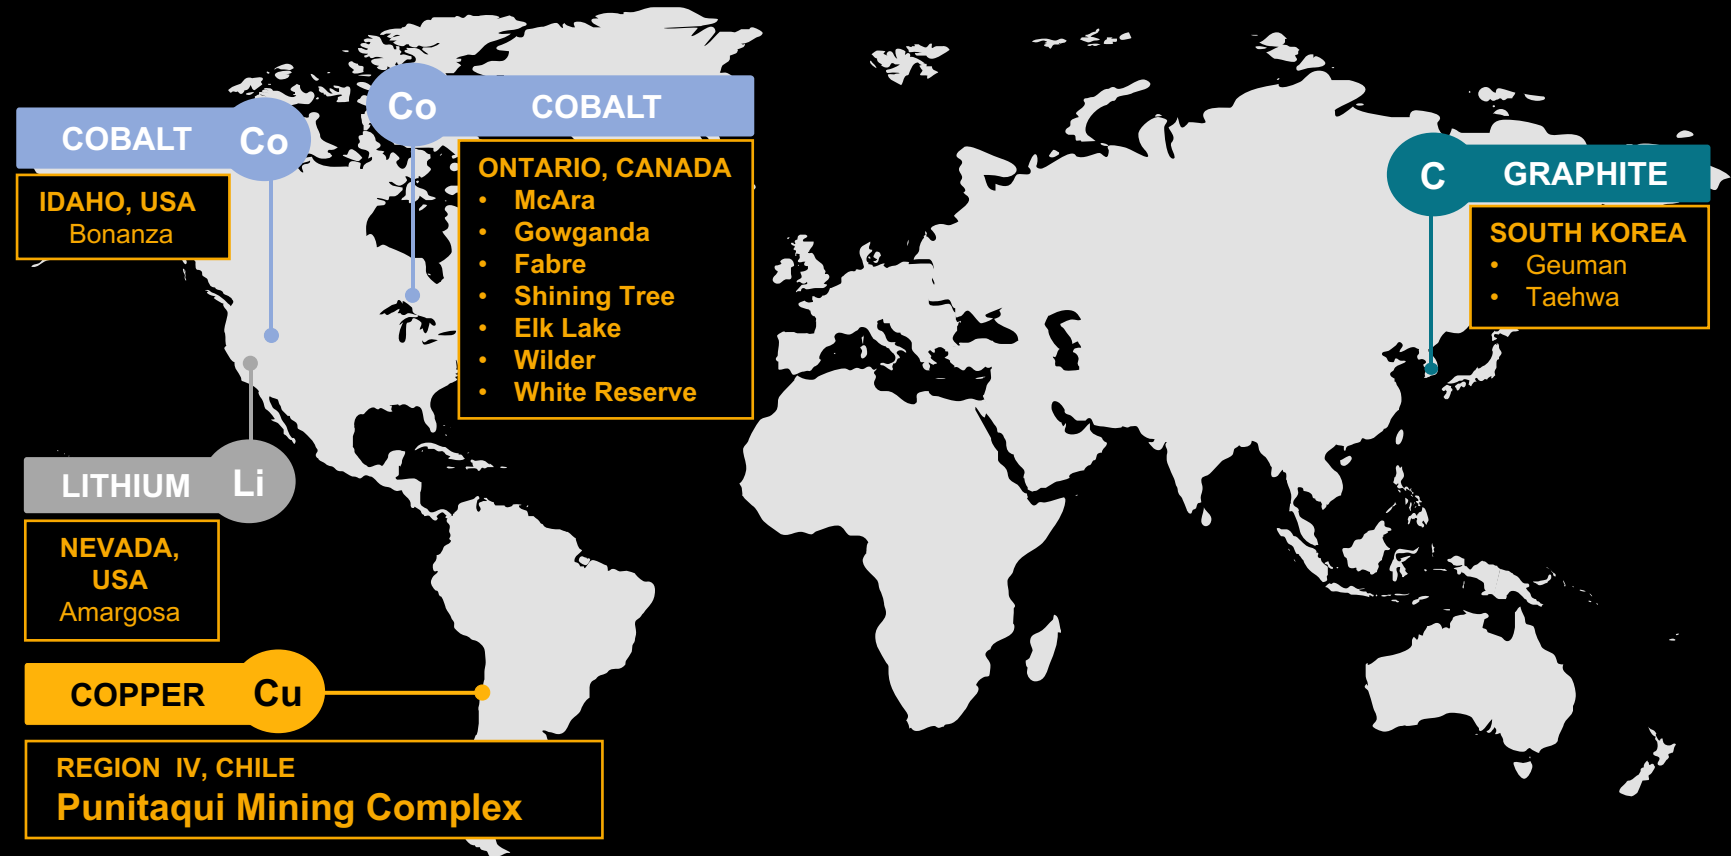 COBALT Co
IDAHO, USA
Bonanza
Co COBALT
ONTARIO, CANADA
• McAra
• Gowganda
• Fabre
• Shining Tree
• Elk Lake
• Wilder
• White Reserve
C GRAPHITE
SOUTH KOREA
• Geuman
• Taehwa
LITHIUM Li
NEVADA,
USA
Amargosa
COPPER Cu
REGION IV, CHILE
Punitaqui Mining Complex